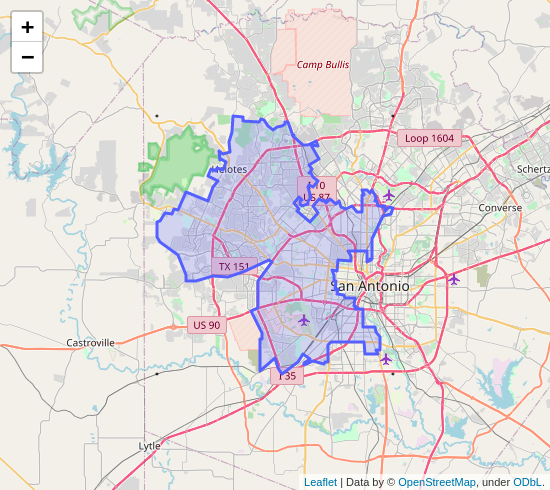 +
−
Camp Bullis
Loop 1604
Helotes
Schertz
I 10
US 87
Converse
TX 151
San Antonio
US 90
Castroville
I 35
Lytle
Leaflet | Data by © OpenStreetMap, under ODbL.